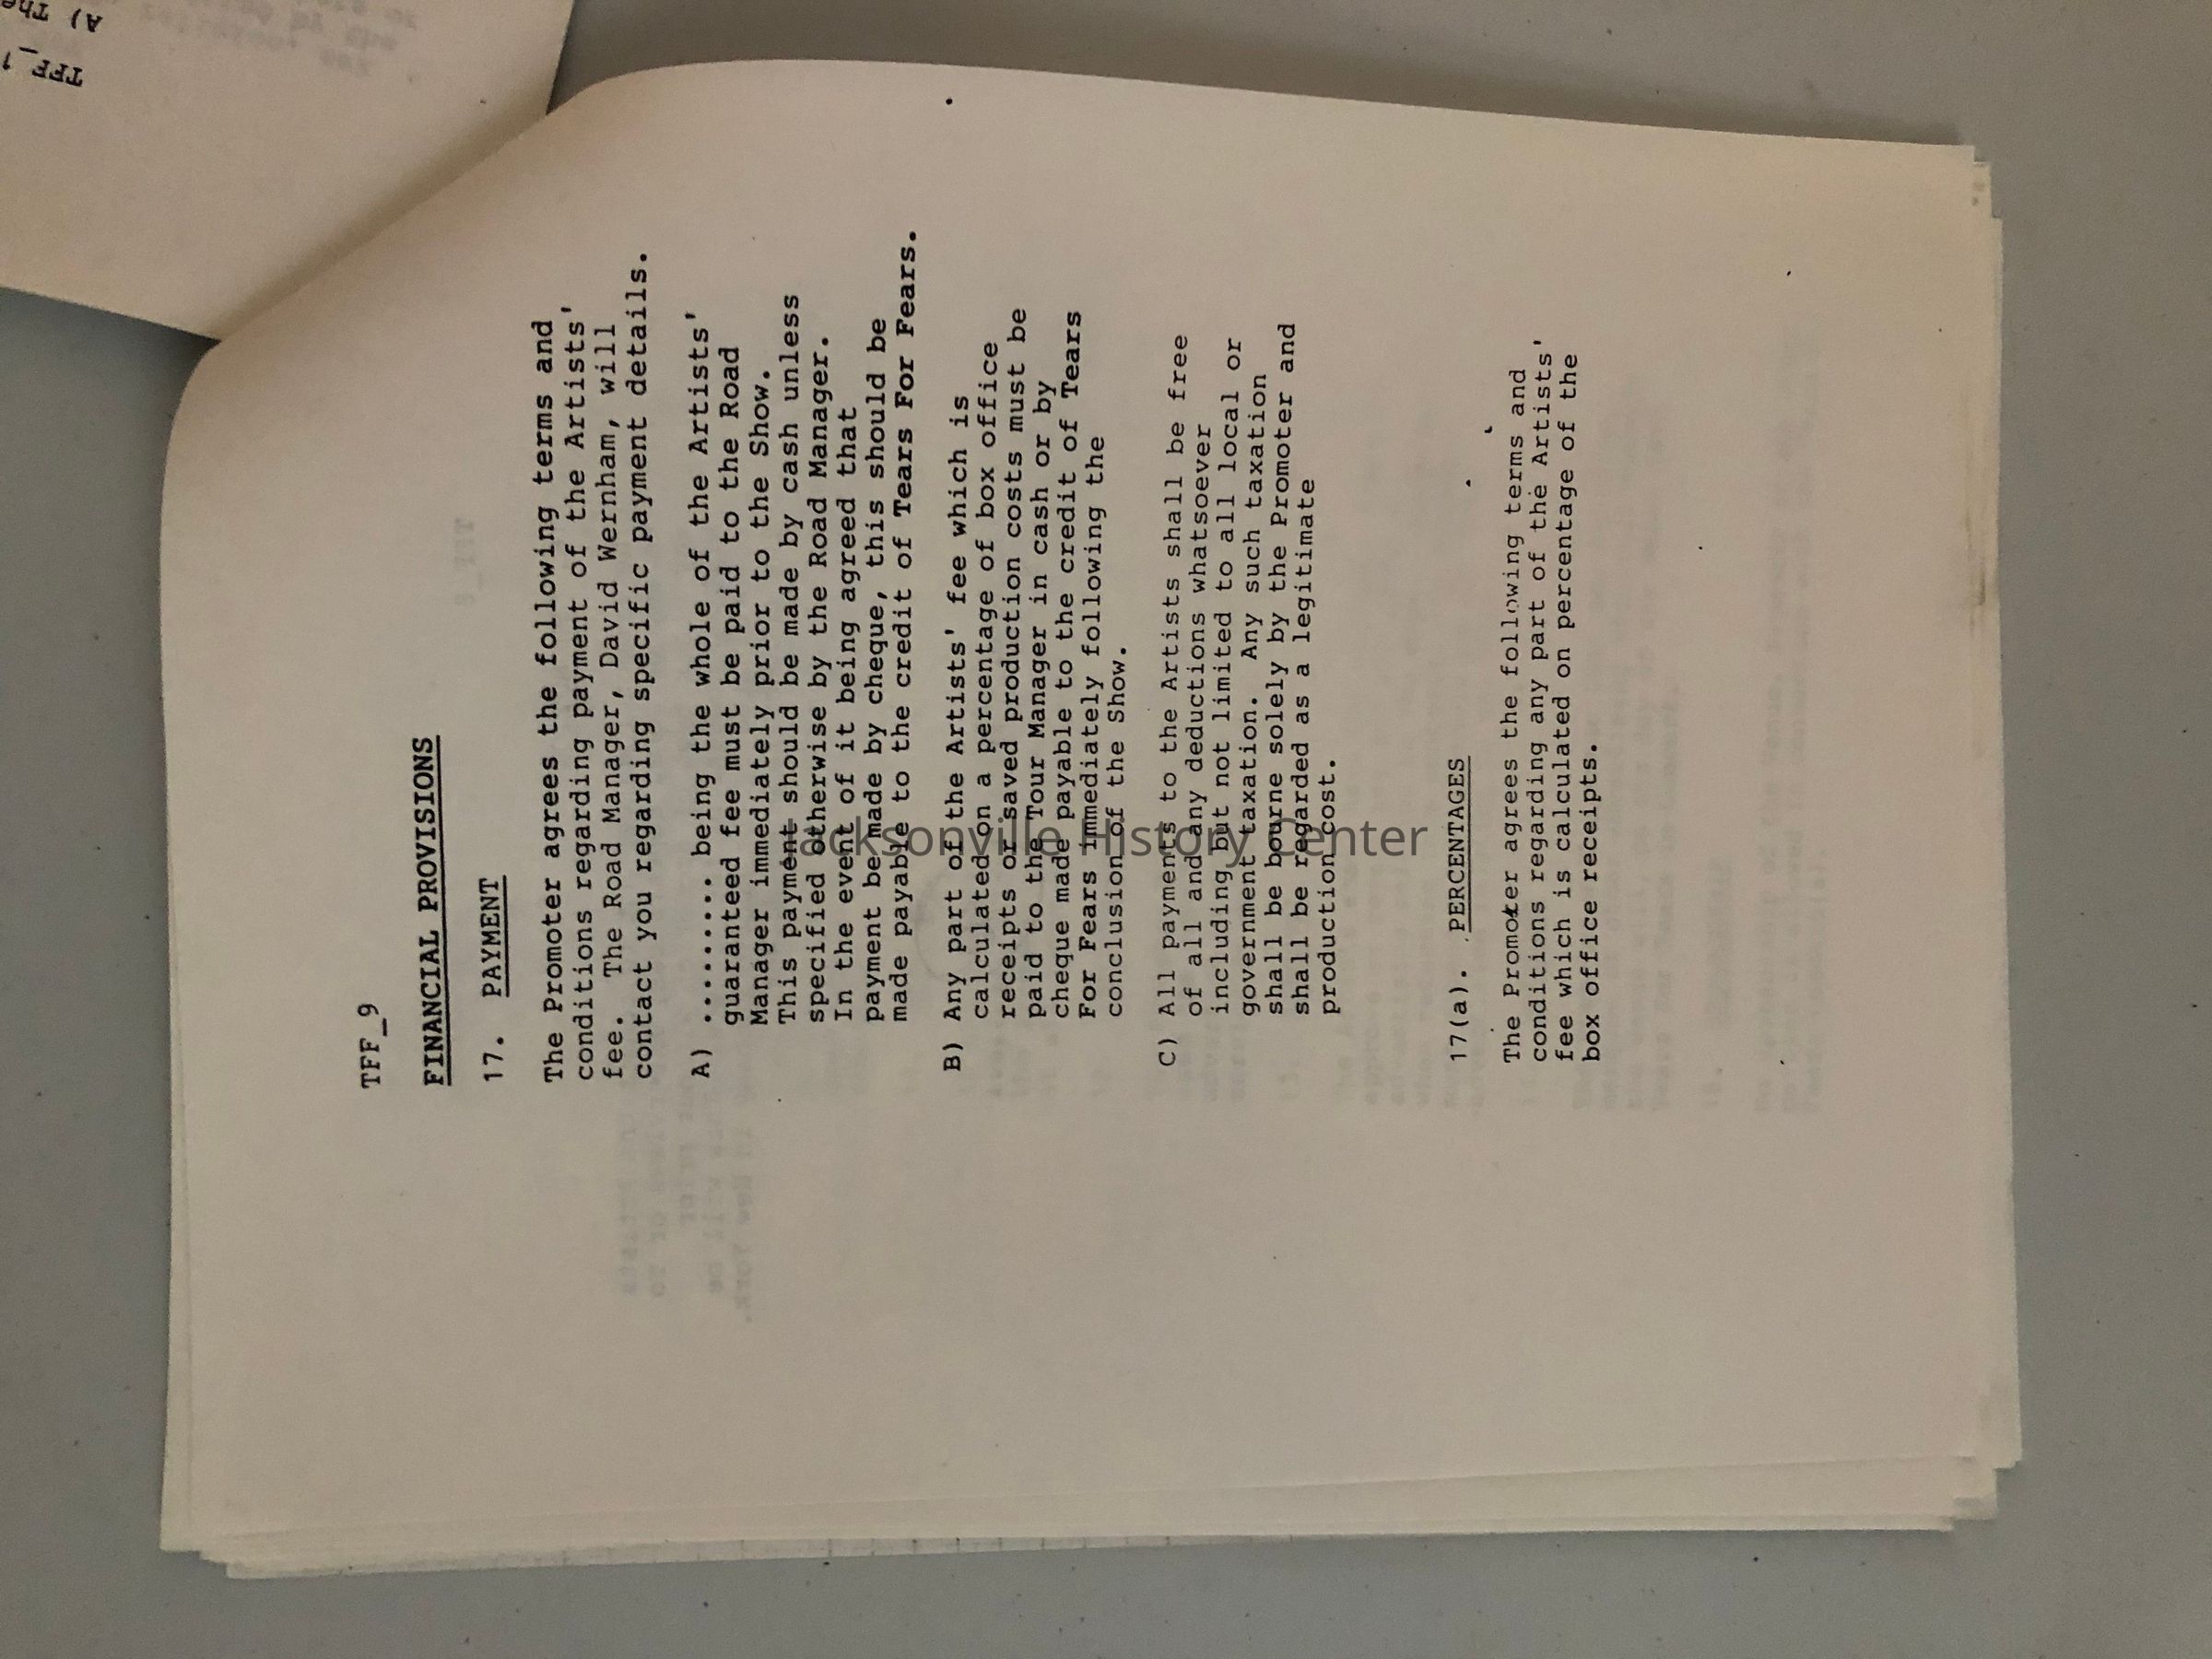 TFF_9
FINANCIAL PROVISIONS
17. PAYMENT
The Promoter agrees the following terms and
conditions regarding payment of the Artists'
fee. The Road Manager, David Wernham, will
contact you regarding specific payment details.
A) ......... being the whole of the Artists'
guaranteed fee must be paid to the Road
Manager immediately prior to the Show.
This payment should be made by cash unless
specified otherwise by the Road Manager.
In the event of it being agreed that
payment be made by cheque, this should be
made payable to the credit of Tears For Fears.
B) Any part of the Artists' fee which is
calculated on a percentage of box office
receipts or saved production costs must be
paid to the Tour Manager in cash or by
cheque made payable to the credit of Tears
For Fears immediately following the
conclusion of the Show.
C) All payments to the Artists shall be free
of all and any deductions whatsoever
including but not limited to all local or
government taxation. Any such taxation
shall be bourne solely by the Promoter and
shall be regarded as a legitimate
production cost.
17(a). PERCENTAGES
The Promoter agrees the following terms and
conditions regarding any part of the Artists'
fee which is calculated on percentage of the
box office receipts.
Jacksonville History Center
TFF_1
A) The